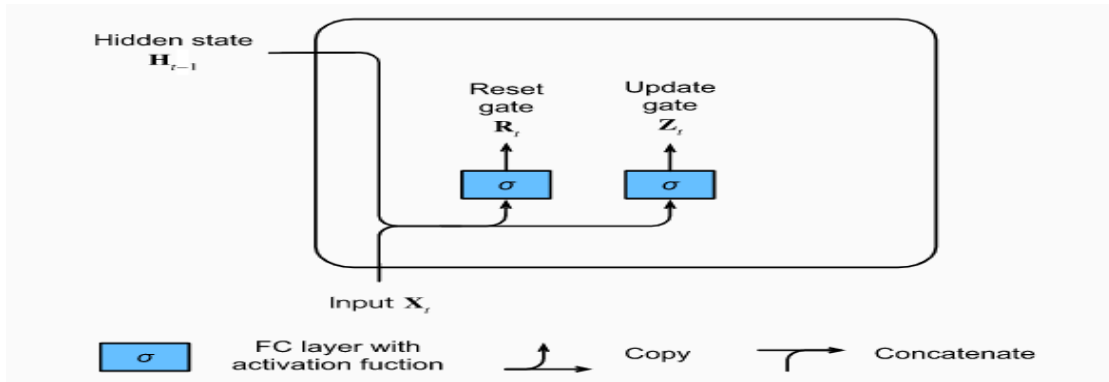 Hidden state
H_{t-1}
Reset
gate
R_t
Update
gate
Z_t
σ
σ
Input X_t
σ
FC layer with
activation fuction
Copy
Concatenate